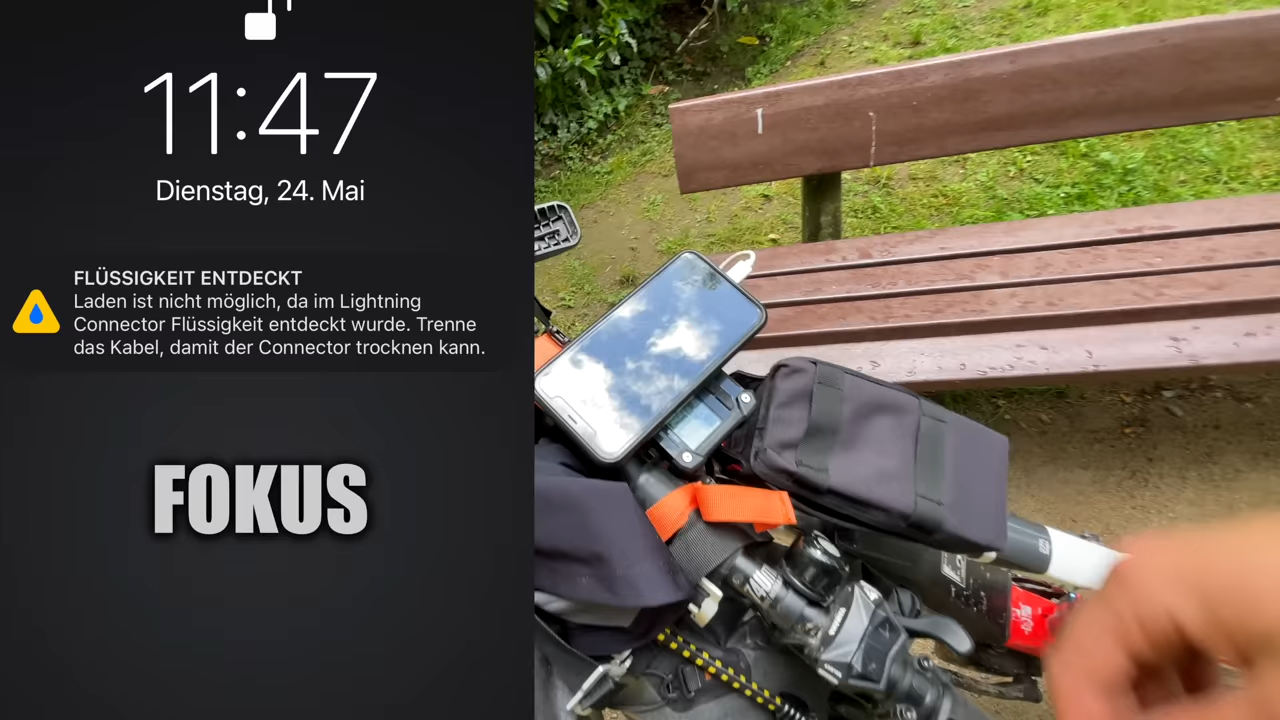 11:47
Dienstag, 24. Mai
FLÜSSIGKEIT ENTDECKT
Laden ist nicht möglich, da im Lightning
Connector Flüssigkeit entdeckt wurde. Trenne
das Kabel, damit der Connector trocknen kann.
FOKUS